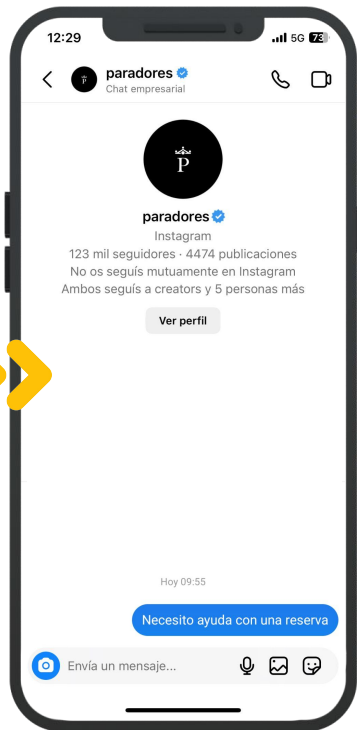 12:29
5G 73
paradores
Chat empresarial
P
paradores
Instagram
123 mil seguidores · 4474 publicaciones
No os seguís mutuamente en Instagram
Ambos seguís a creators y 5 personas más
Ver perfil
Hoy 09:55
Necesito ayuda con una reserva
Envía un mensaje...